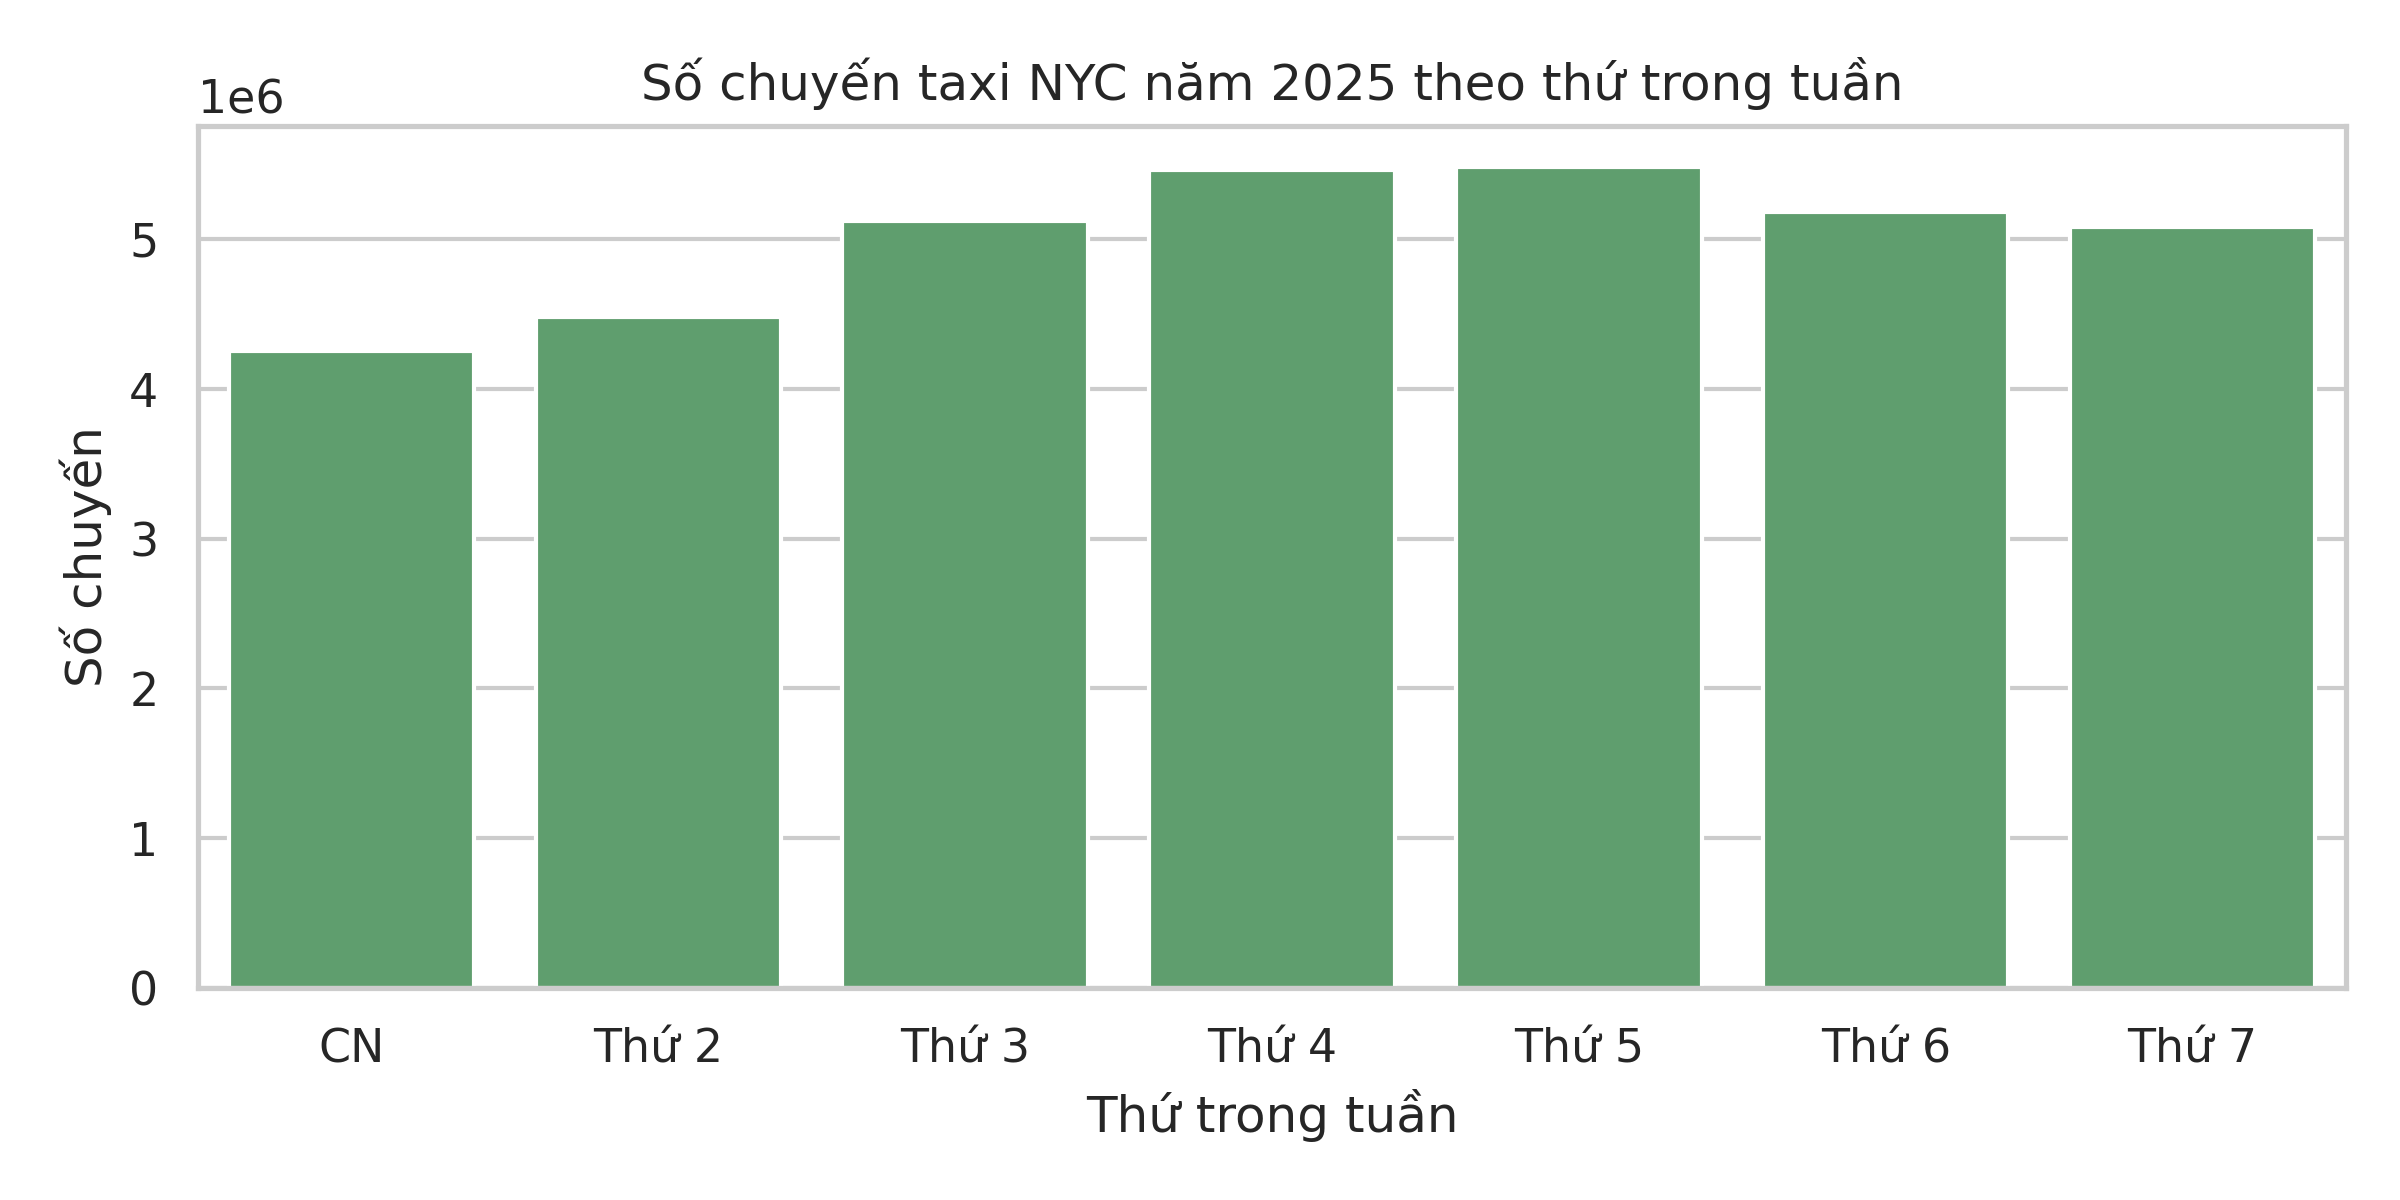 Số chuyến taxi NYC năm 2025 theo thứ trong tuần
1e6
5
4
3
2
1
0
Số chuyến
CN Thứ 2 Thứ 3 Thứ 4 Thứ 5 Thứ 6 Thứ 7
Thứ trong tuần